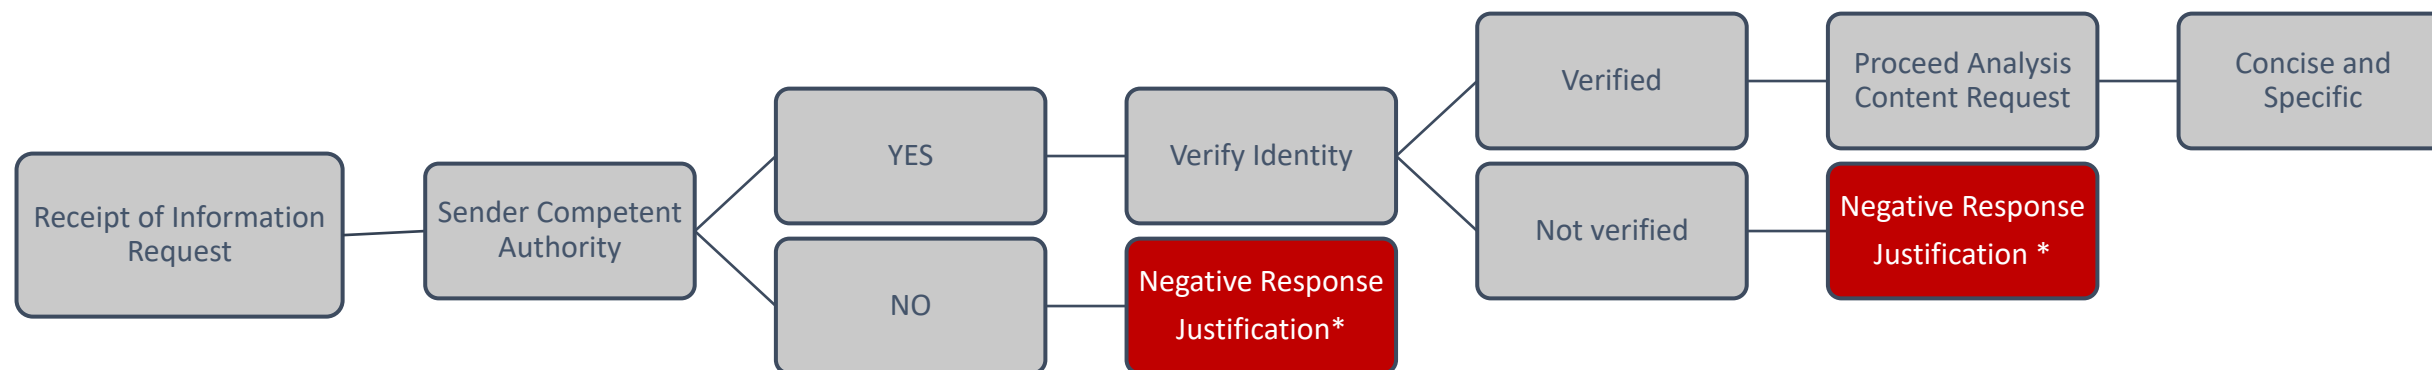 Receipt of Information
Request
Sender Competent
Authority
YES
NO
Verify Identity
Negative Response
Justification*
Verified
Not verified
Proceed Analysis
Content Request
Negative Response
Justification *
Concise and
Specific